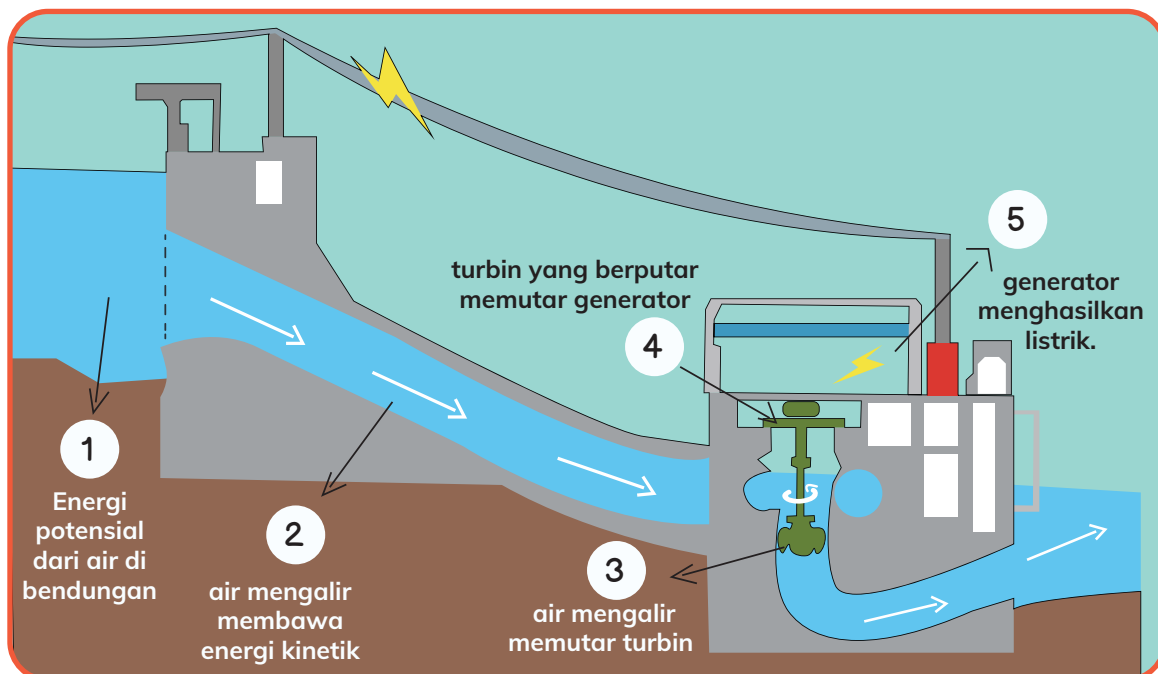 1
Energi
potensial
dari air di
bendungan
2
air mengalir
membawa
energi kinetik
3
air mengalir
memutar turbin
turbin yang berputar
memutar generator
4
5
generator
menghasilkan
listrik.